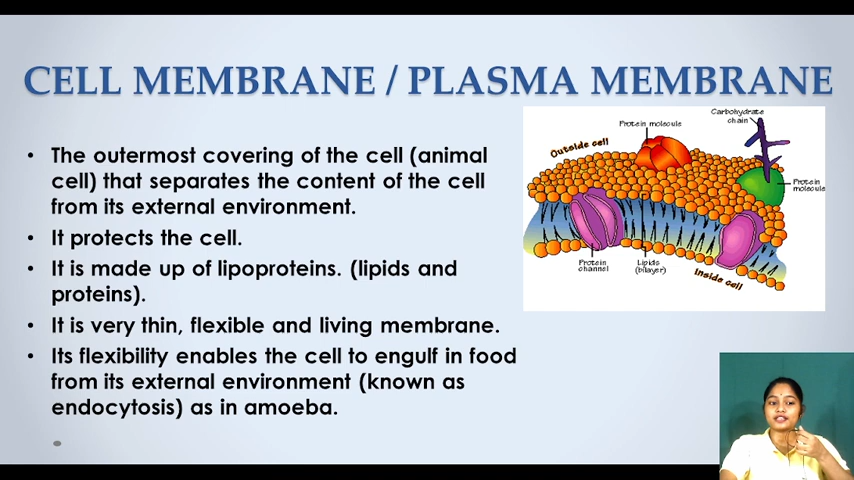 CELL MEMBRANE / PLASMA MEMBRANE
• The outermost covering of the cell (animal
cell) that separates the content of the cell
from its external environment.
• It protects the cell.
• It is made up of lipoproteins. (lipids and
proteins).
• It is very thin, flexible and living membrane.
• Its flexibility enables the cell to engulf in food
from its external environment (known as
endocytosis) as in amoeba.
Carbohydrate
chain
Protein molecule
Outside cell
Protein
molecule
Protein
channel
Lipids
(bilayer)
Inside cell